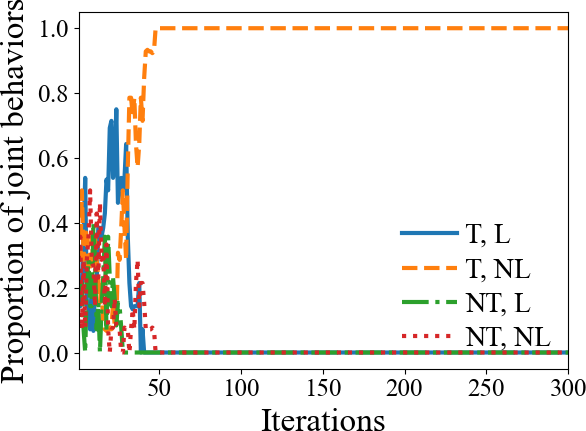 Proportion of joint behaviors
1.0
0.8
0.6
0.4
0.2
0.0
T, L
T, NL
NT, L
NT, NL
50 100 150 200 250 300
Iterations